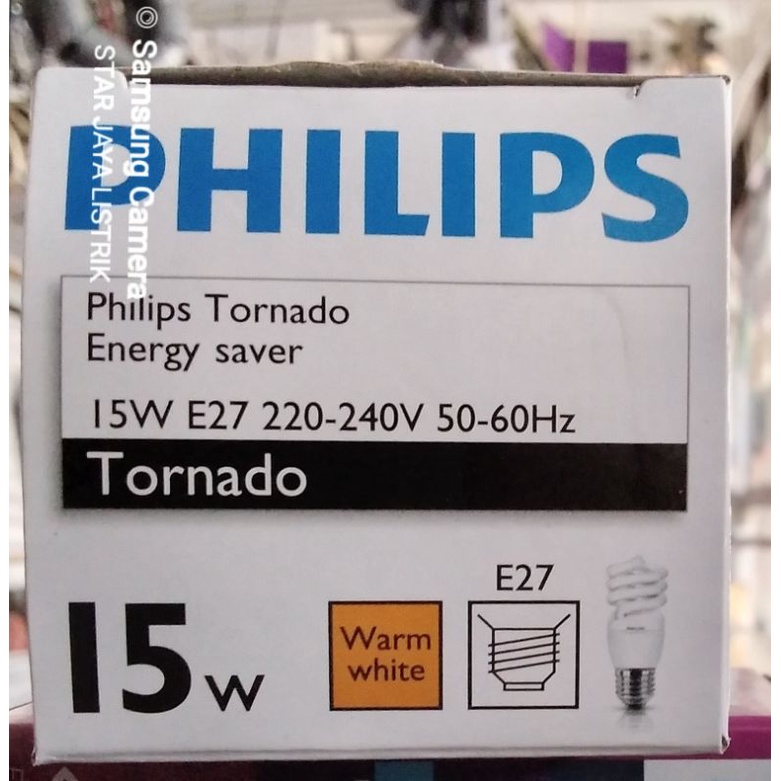 © Samsung Camera
STAR JAYA LISTRIK
PHILIPS
Philips Tornado
Energy saver
15W E27 220-240V 50-60Hz
Tornado
15w
Warm
white
E27